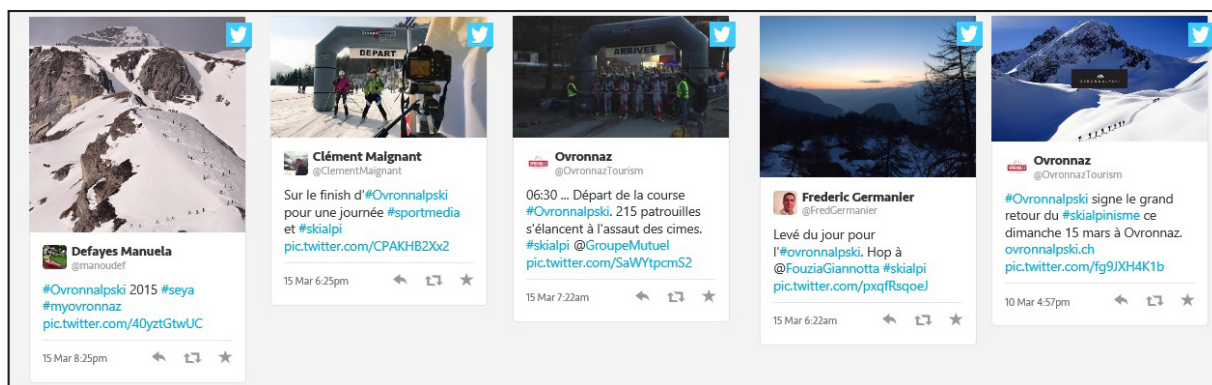 Defayes Manuela
@manoudef
#Ovronnalpski 2015 #seya
#myovronnaz
pic.twitter.com/40yztGtwUC
15 Mar 8:25pm
DEPART
Clément Maignant
@ClementMaignant
Sur le finish d'#Ovronnalpski
pour une journée #sportmedia
et #skialpi
pic.twitter.com/CPAKHB2Xx2
15 Mar 6:25pm
ARRIVEE
Ovronnaz
@OvronnazTourism
06:30 ... Départ de la course
#Ovronnalpski. 215 patrouilles
s'élancent à l'assaut des cimes.
#skialpi @GroupeMutuel
pic.twitter.com/SaWYtpcmS2
15 Mar 7:22am
Frederic Germanier
@FredGermanier
Levé du jour pour
l'#ovronnalpski. Hop à
@FouziaGiannotta #skialpi
pic.twitter.com/pxqfRsqoeJ
15 Mar 6:22am
OVRONNALPSKI
Ovronnaz
@OvronnazTourism
#Ovronnalpski signe le grand
retour du #skialpinisme ce
dimanche 15 mars à Ovronnaz.
ovronnalpski.ch
pic.twitter.com/fg9JXH4K1b
10 Mar 4:57pm